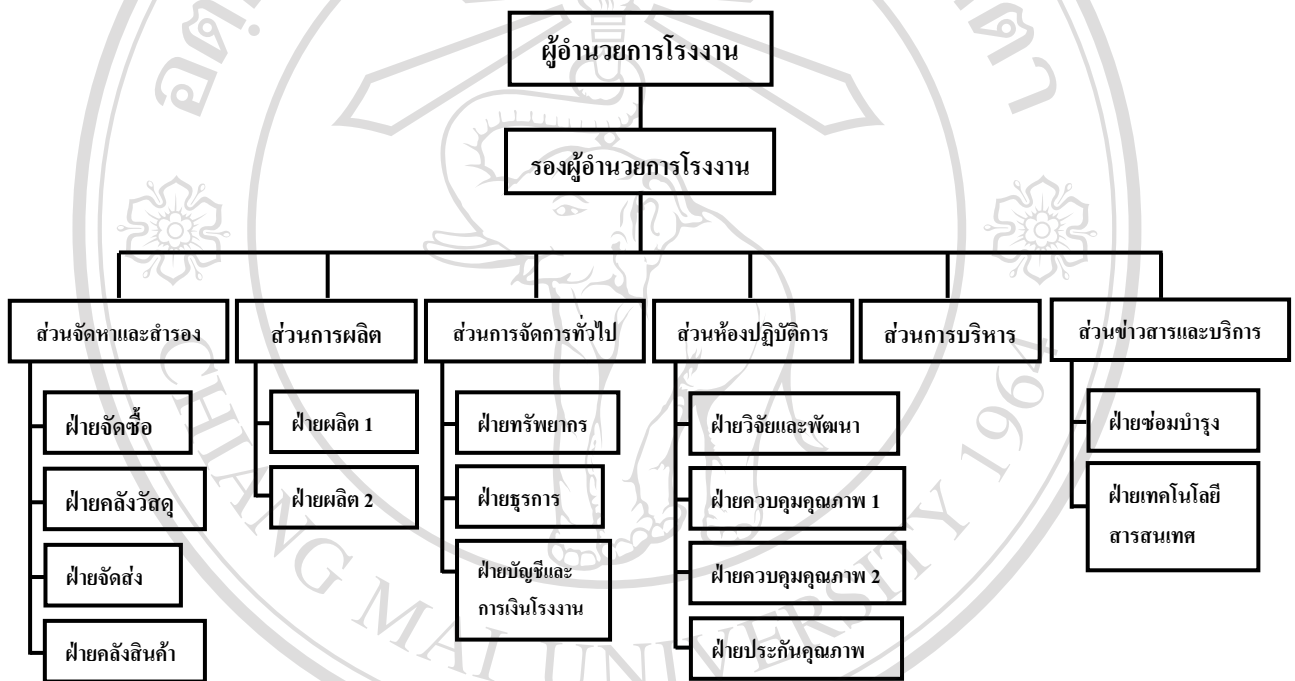 ผู้อำนวยการโรงงาน
รองผู้อำนวยการโรงงาน
ส่วนจัดหาและสำรอง
ส่วนการผลิต
ส่วนการจัดการทั่วไป
ส่วนห้องปฏิบัติการ
ส่วนการบริหาร
ส่วนข่าวสารและบริการ
ฝ่ายจัดซื้อ
ฝ่ายคลังวัสดุ
ฝ่ายจัดส่ง
ฝ่ายคลังสินค้า
ฝ่ายผลิต 1
ฝ่ายผลิต 2
ฝ่ายทรัพยากร
ฝ่ายธุรการ
ฝ่ายบัญชีและ
การเงินโรงงาน
ฝ่ายวิจัยและพัฒนา
ฝ่ายควบคุมคุณภาพ 1
ฝ่ายควบคุมคุณภาพ 2
ฝ่ายประกันคุณภาพ
ฝ่ายซ่อมบำรุง
ฝ่ายเทคโนโลยี
สารสนเทศ
CHIANG MAI UNIVERSITY 1964